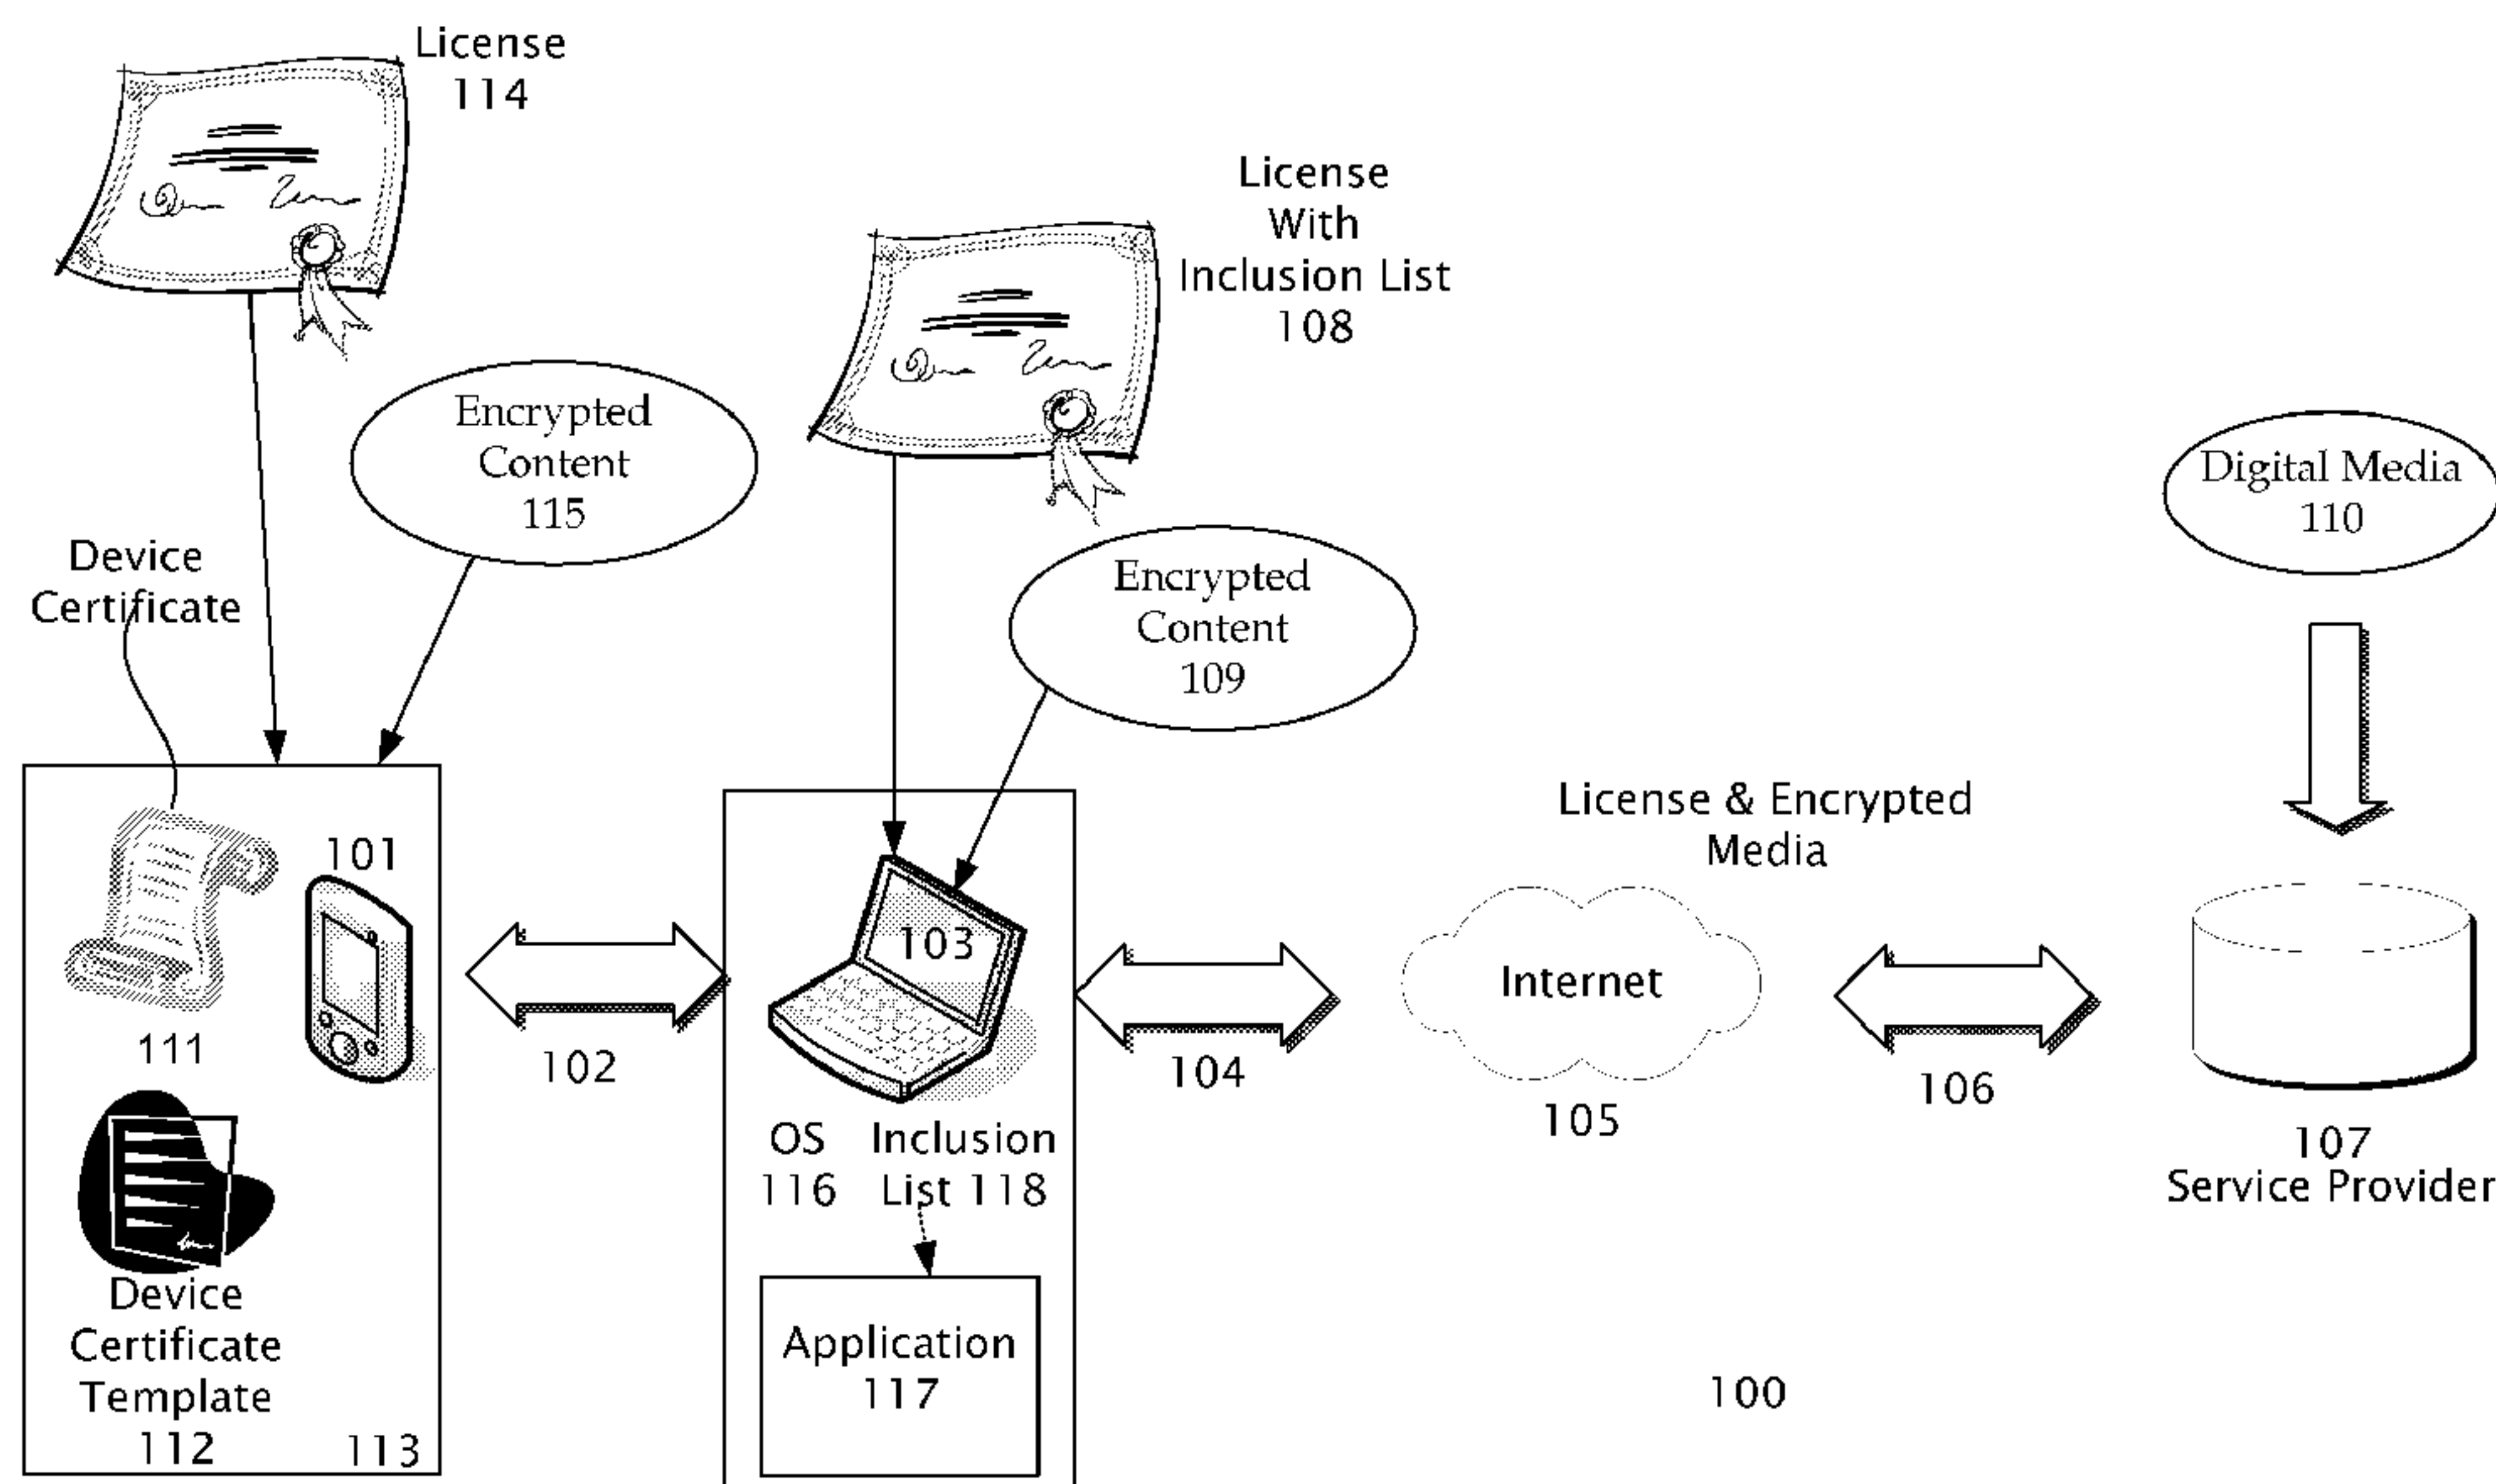 License
114
License
With
Inclusion List
108
Encrypted
Content
115
Digital Media
110
Device
Certificate
Encrypted
Content
109
License & Encrypted
Media
101
103
Internet
111
102
104
105
106
107
Service Provider
OS
116
Inclusion
List 118
Device
Certificate
Template
112
113
Application
117
100